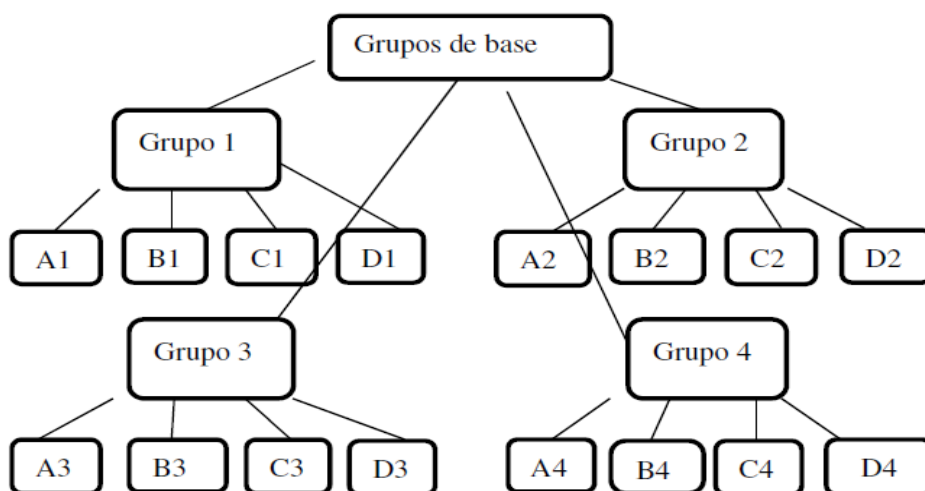 Grupos de base
Grupo 1
Grupo 2
A1 B1 C1 D1
A2 B2 C2 D2
Grupo 3
Grupo 4
A3 B3 C3 D3
A4 B4 C4 D4